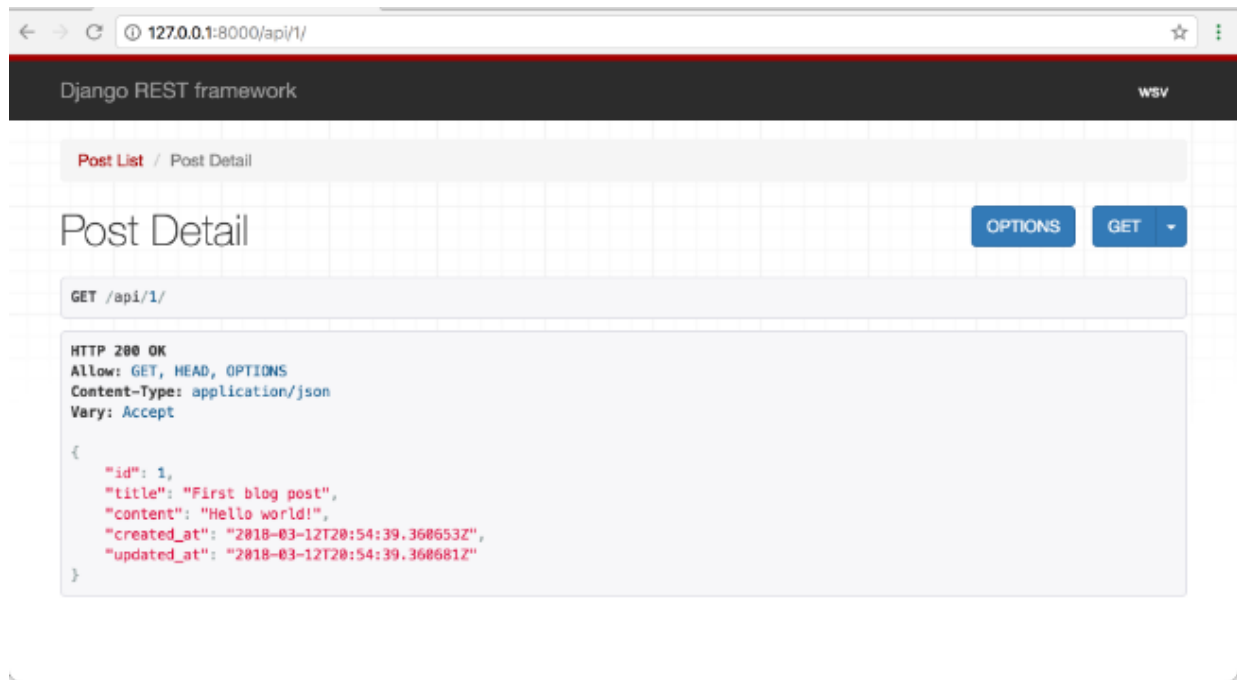 127.0.0.1:8000/api/1/
Django REST framework wsv
Post List / Post Detail
Post Detail OPTIONS GET
GET /api/1/
HTTP 200 OK
Allow: GET, HEAD, OPTIONS
Content-Type: application/json
Vary: Accept
{
    "id": 1,
    "title": "First blog post",
    "content": "Hello world!",
    "created_at": "2018-03-12T20:54:39.360653Z",
    "updated_at": "2018-03-12T20:54:39.360681Z"
}